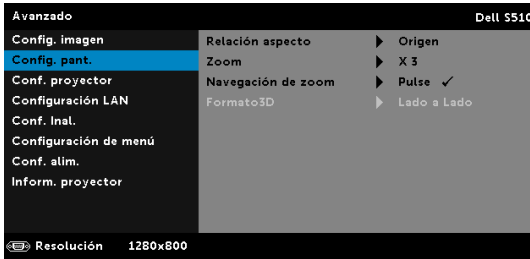 Avanzado Dell S510
Config. imagen
Config. pant.
Conf. proyector
Configuración LAN
Conf. Inal.
Configuración de menú
Conf. alim.
Inform. proyector
Relación aspecto Origen
Zoom X 3
Navegación de zoom Pulse ✓
Formato3D Lado a Lado
Resolución 1280x800